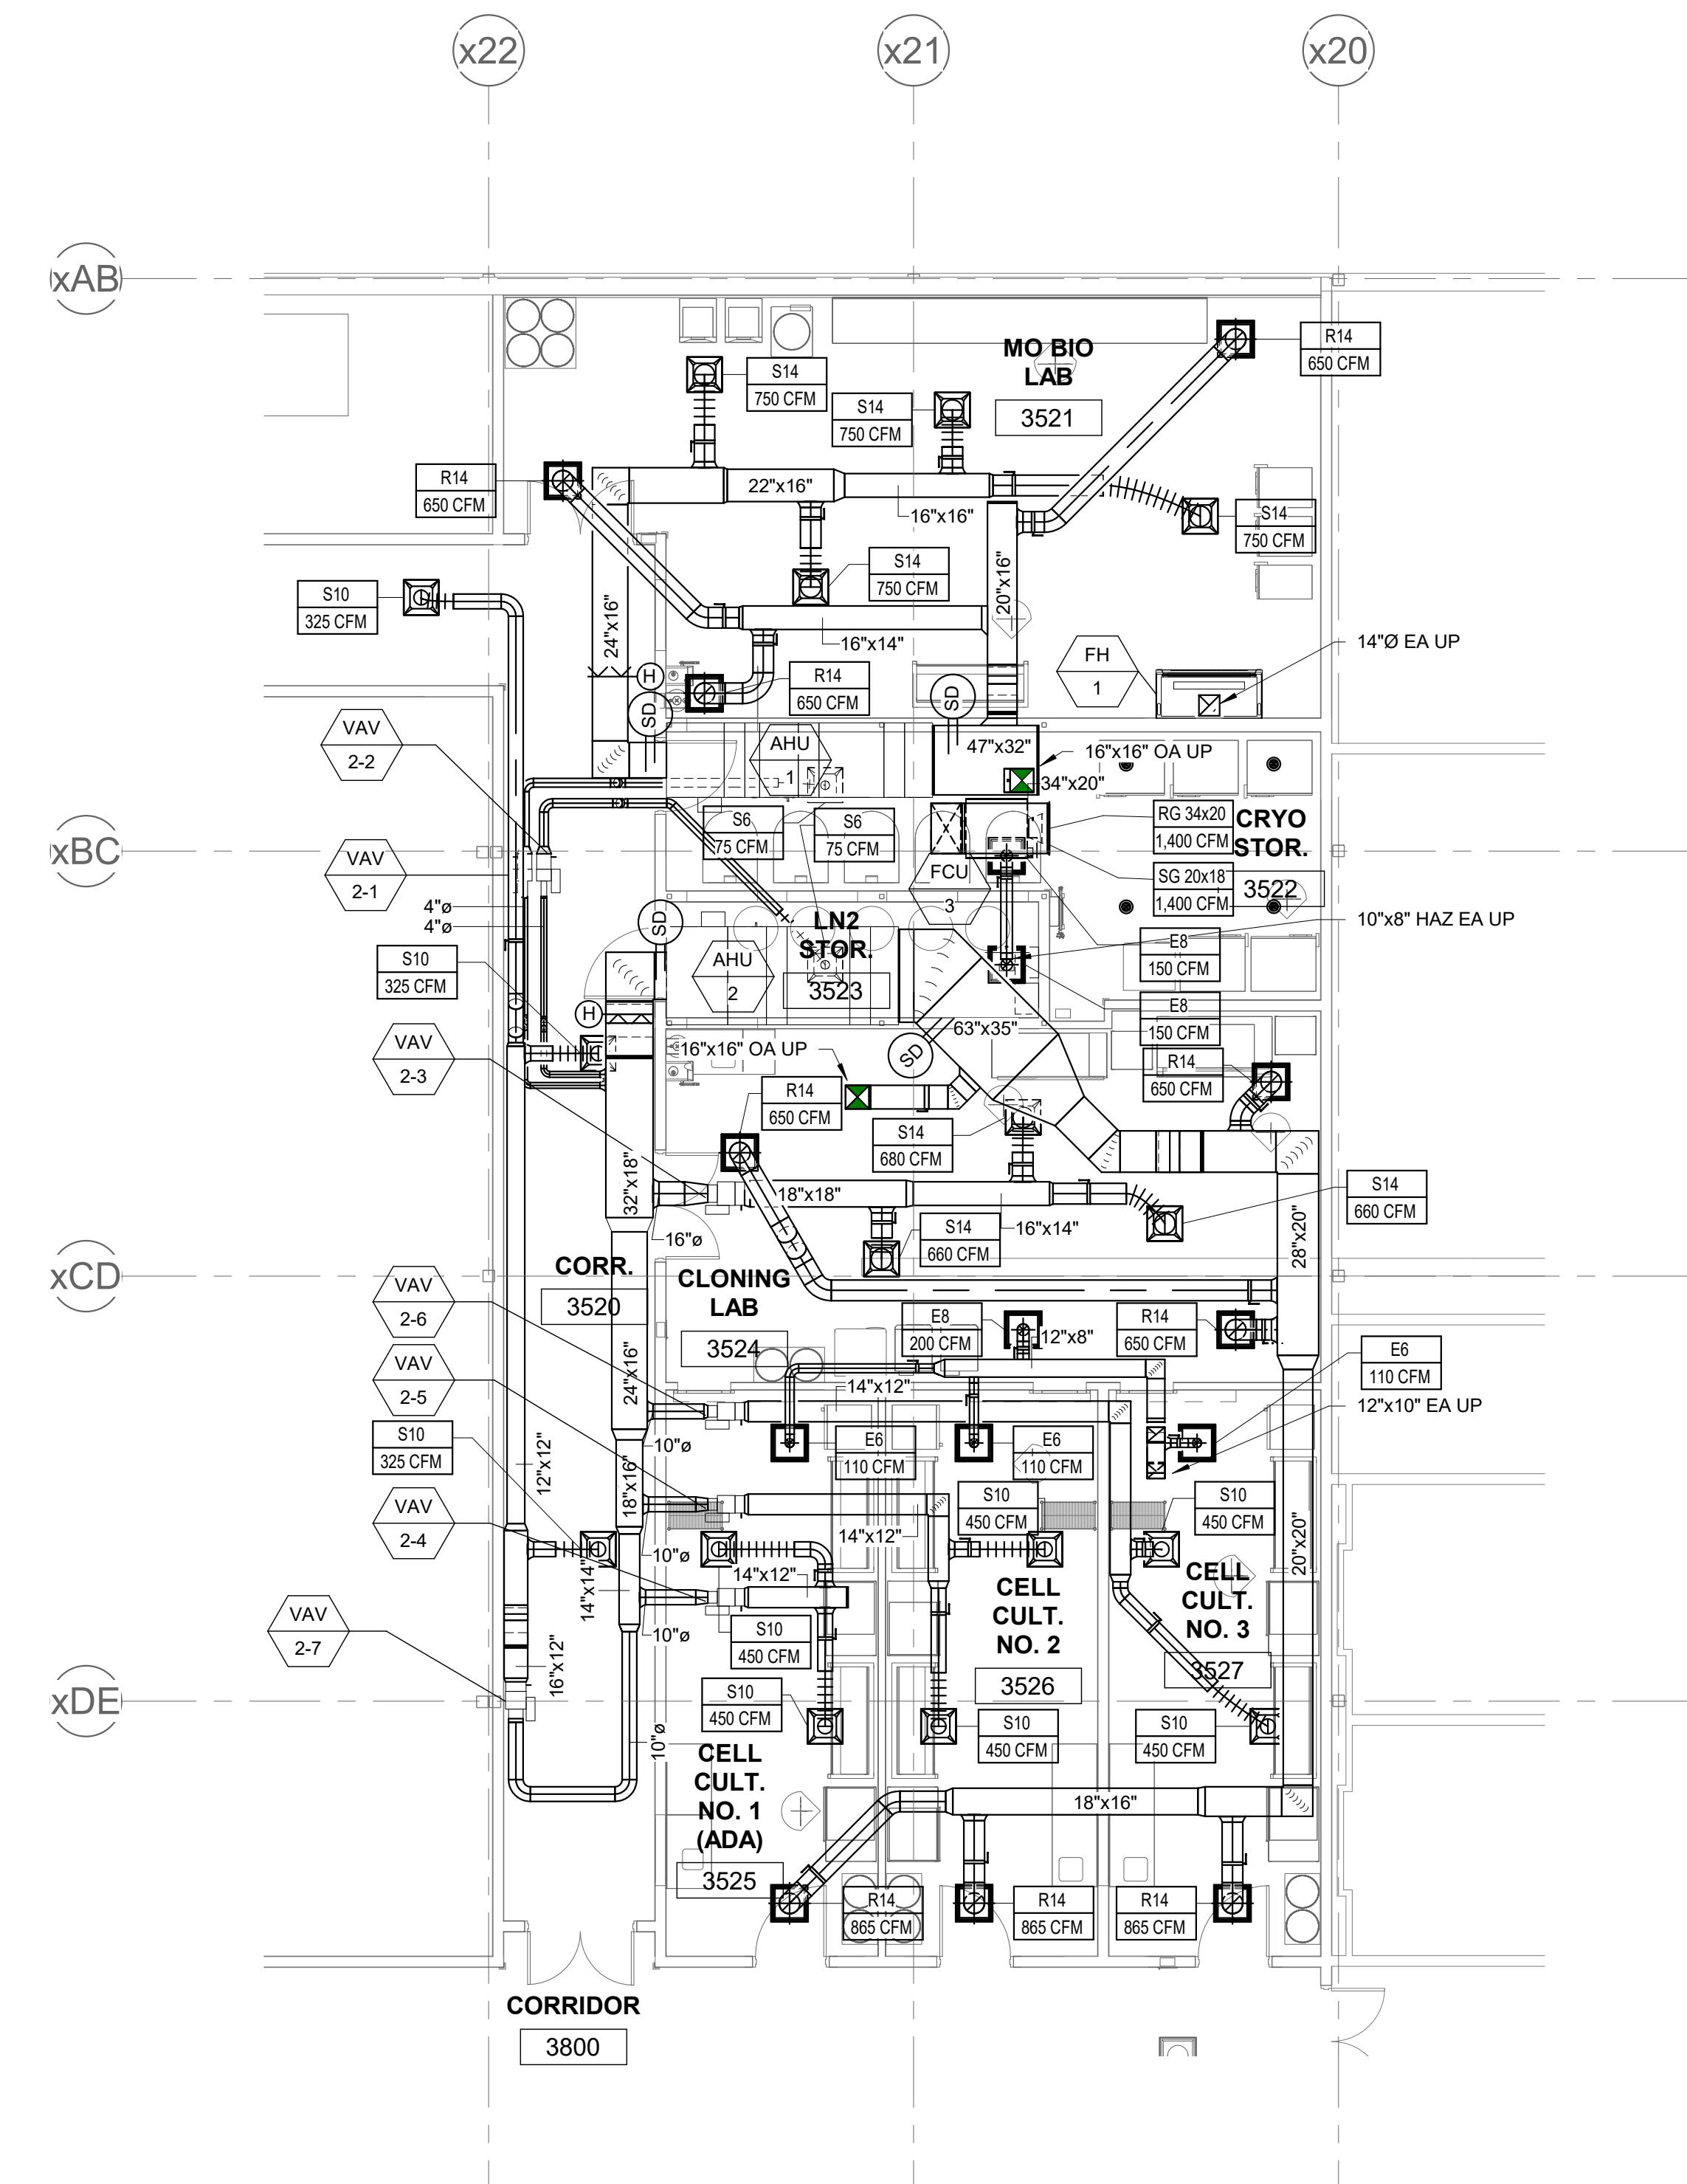 x22
x21
x20
xAB
MO BIO
LAB
3521
R14
650 CFM
S14
750 CFM
S14
750 CFM
R14
650 CFM
22"x16"
16"x16"
S14
750 CFM
S14
750 CFM
S10
325 CFM
24"x16"
20"x16"
16"x14"
FH
1
14"Ø EA UP
H
R14
650 CFM
SD
SD
VAV
2-2
AHU
1
47"x32"
16"x16" OA UP
34"x20"
S6
75 CFM
S6
75 CFM
RG 34x20
1,400 CFM
CRYO
STOR.
3522
xBC
VAV
2-1
FCU
3
SG 20x18
1,400 CFM
4"ø
4"ø
SD
LN2
STOR.
3523
10"x8" HAZ EA UP
S10
325 CFM
AHU
2
E8
150 CFM
E8
150 CFM
H
63"x35"
SD
VAV
2-3
16"x16" OA UP
R14
650 CFM
R14
650 CFM
S14
680 CFM
32"x18"
18"x18"
16"x14"
S14
660 CFM
S14
660 CFM
16"ø
28"x20"
xCD
CORR.
3520
CLONING
LAB
3524
VAV
2-6
E8
200 CFM
12"x8"
R14
650 CFM
E6
110 CFM
VAV
2-5
24"x16"
14"x12"
12"x10" EA UP
S10
325 CFM
10"ø
E6
110 CFM
E6
110 CFM
12"x12"
18"x16"
S10
450 CFM
S10
450 CFM
VAV
2-4
14"x12"
20"x20"
10"ø
14"x12"
14"x14"
CELL
CULT.
NO. 2
3526
CELL
CULT.
NO. 3
3527
VAV
2-7
10"ø
S10
450 CFM
16"x12"
xDE
S10
450 CFM
S10
450 CFM
S10
450 CFM
10"ø
CELL
CULT.
NO. 1
(ADA)
3525
18"x16"
R14
865 CFM
R14
865 CFM
R14
865 CFM
CORRIDOR
3800